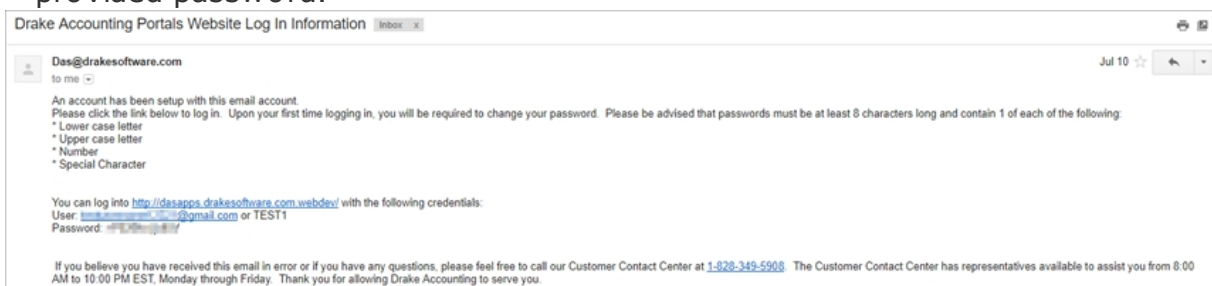 provided password.
Drake Accounting Portals Website Log In Information Inbox x
Das@drakesoftware.com
Jul 10
to me
An account has been setup with this email account.
Please click the link below to log in. Upon your first time logging in, you will be required to change your password. Please be advised that passwords must be at least 8 characters long and contain 1 of each of the following:
* Lower case letter
* Upper case letter
* Number
* Special Character
You can log into http://dasapps.drakesoftware.com.webdev/ with the following credentials:
User: @gmail.com or TEST1
Password:
If you believe you have received this email in error or if you have any questions, please feel free to call our Customer Contact Center at 1-828-349-5908. The Customer Contact Center has representatives available to assist you from 8:00
AM to 10:00 PM EST, Monday through Friday. Thank you for allowing Drake Accounting to serve you.